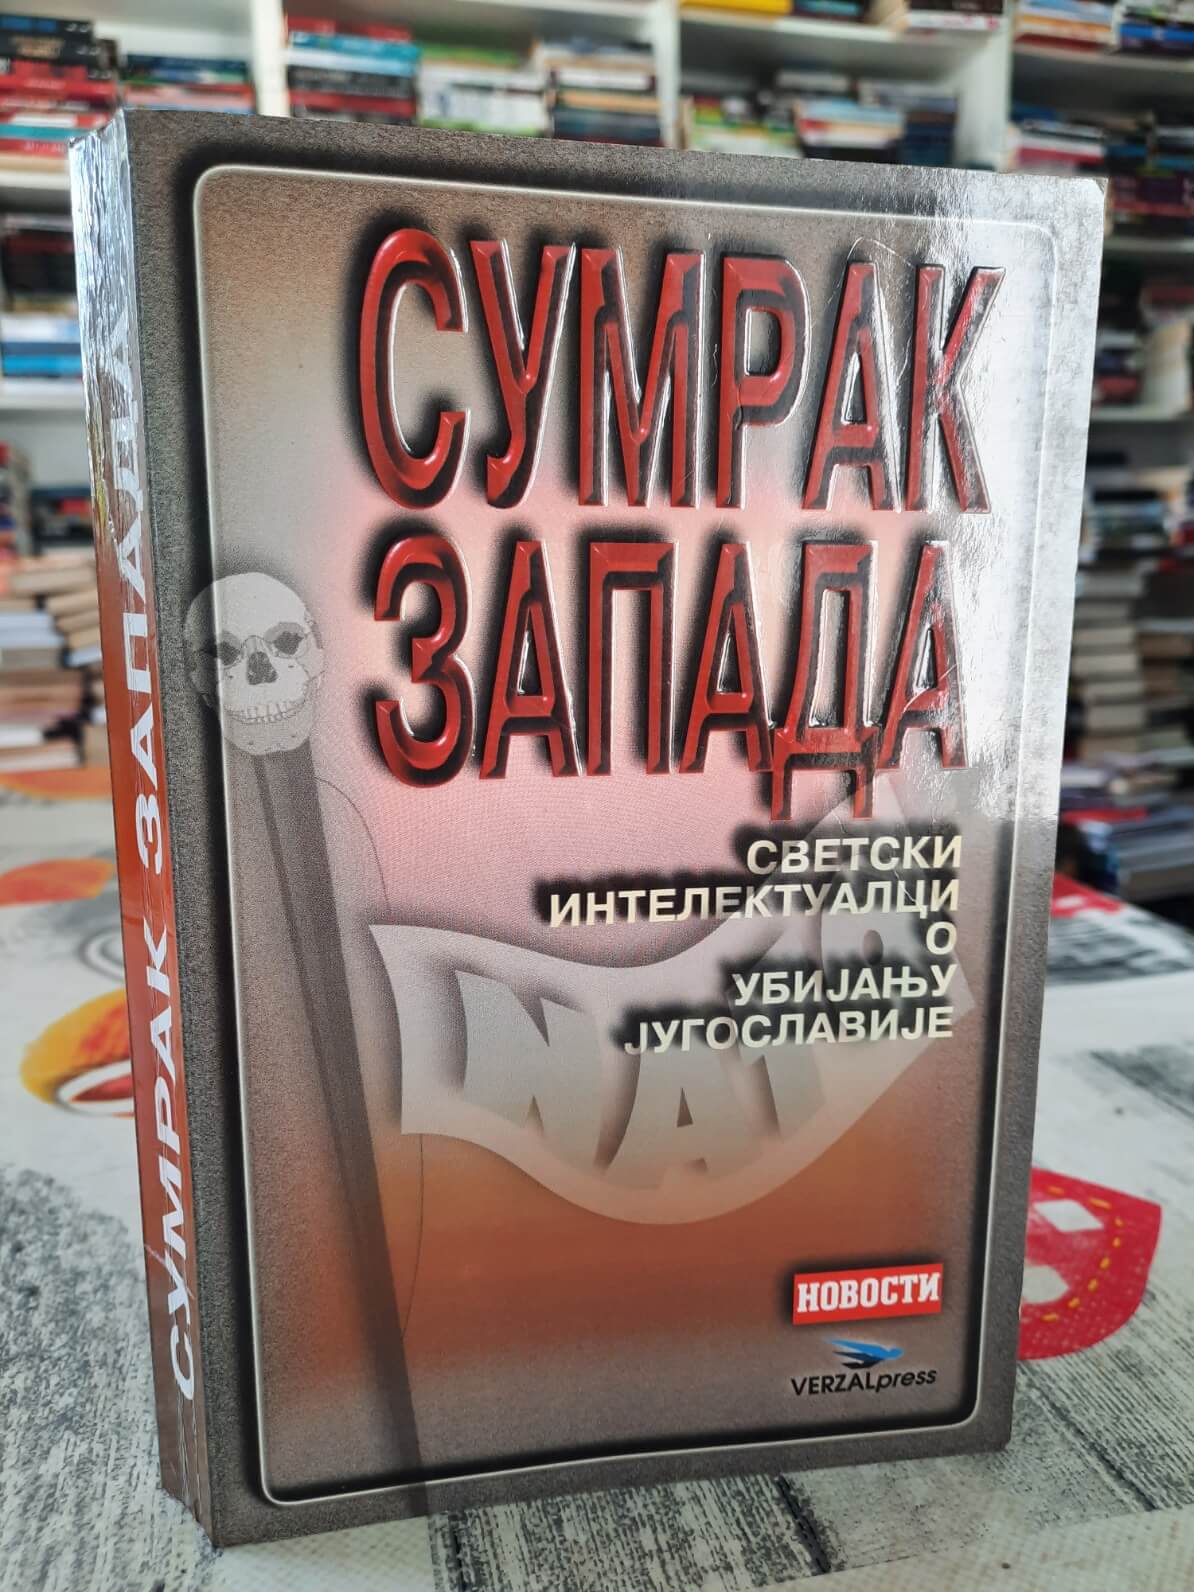 СУМРАК
ЗАПАДА
СВЕТСКИ
ИНТЕЛЕКТУАЛЦИ
О
УБИЈАЊУ
ЈУГОСЛАВИЈЕ
NATO
НОВОСТИ
VERZALpress
СУМРАК ЗАПАДА